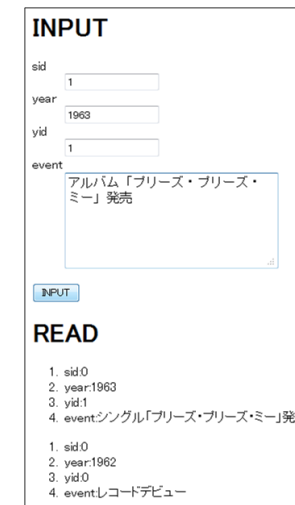 INPUT
sid
1
year
1963
yid
1
event
アルバム「プリーズ・プリーズ・
ミー」発売
INPUT
READ
1. sid:0
2. year:1963
3. yid:1
4. event:シングル「プリーズ・プリーズ・ミー」発
1. sid:0
2. year:1962
3. yid:0
4. event:レコードデビュー